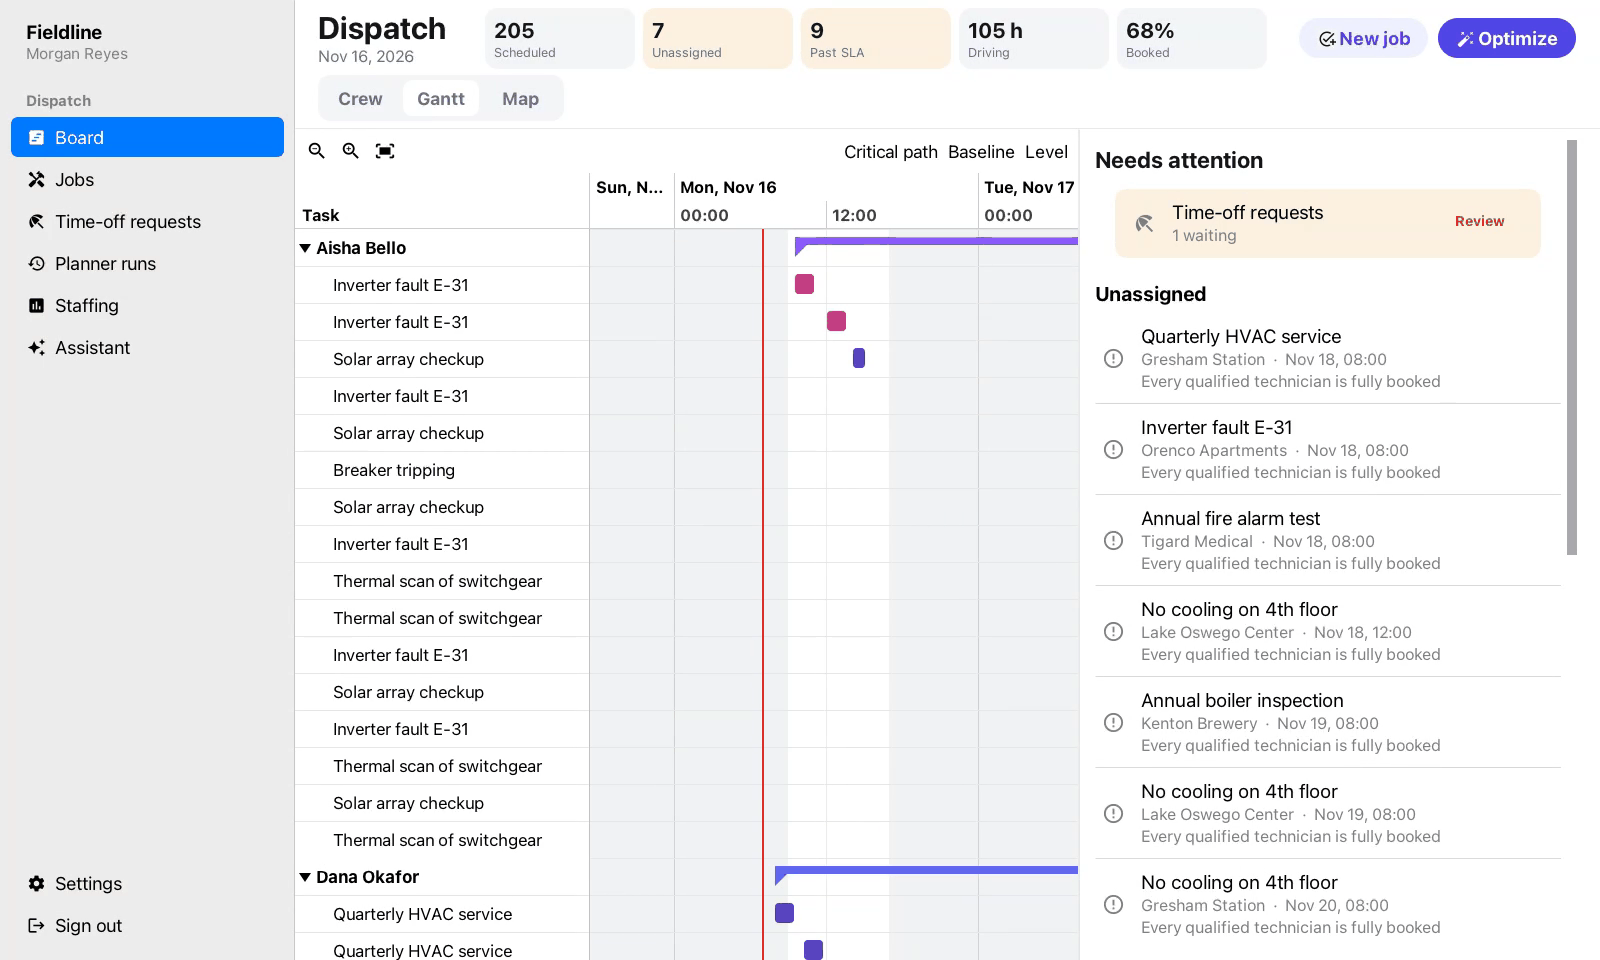 Fieldline
Morgan Reyes
Dispatch
Board
Jobs
Time-off requests
Planner runs
Staffing
Assistant
Settings
Sign out
Dispatch
Nov 16, 2026
205
Scheduled
7
Unassigned
9
Past SLA
105 h
Driving
68%
Booked
New job
Optimize
Crew
Gantt
Map
Critical path
Baseline
Level
Sun, N...
Mon, Nov 16
Tue, Nov 17
Task
00:00
12:00
00:00
Aisha Bello
Inverter fault E-31
Inverter fault E-31
Solar array checkup
Inverter fault E-31
Solar array checkup
Breaker tripping
Solar array checkup
Inverter fault E-31
Thermal scan of switchgear
Thermal scan of switchgear
Inverter fault E-31
Solar array checkup
Inverter fault E-31
Thermal scan of switchgear
Solar array checkup
Thermal scan of switchgear
Dana Okafor
Quarterly HVAC service
Quarterly HVAC service
Needs attention
Time-off requests
1 waiting
Review
Unassigned
Quarterly HVAC service
Gresham Station · Nov 18, 08:00
Every qualified technician is fully booked
Inverter fault E-31
Orenco Apartments · Nov 18, 08:00
Every qualified technician is fully booked
Annual fire alarm test
Tigard Medical · Nov 18, 08:00
Every qualified technician is fully booked
No cooling on 4th floor
Lake Oswego Center · Nov 18, 12:00
Every qualified technician is fully booked
Annual boiler inspection
Kenton Brewery · Nov 19, 08:00
Every qualified technician is fully booked
No cooling on 4th floor
Lake Oswego Center · Nov 19, 08:00
Every qualified technician is fully booked
No cooling on 4th floor
Gresham Station · Nov 20, 08:00
Every qualified technician is fully booked